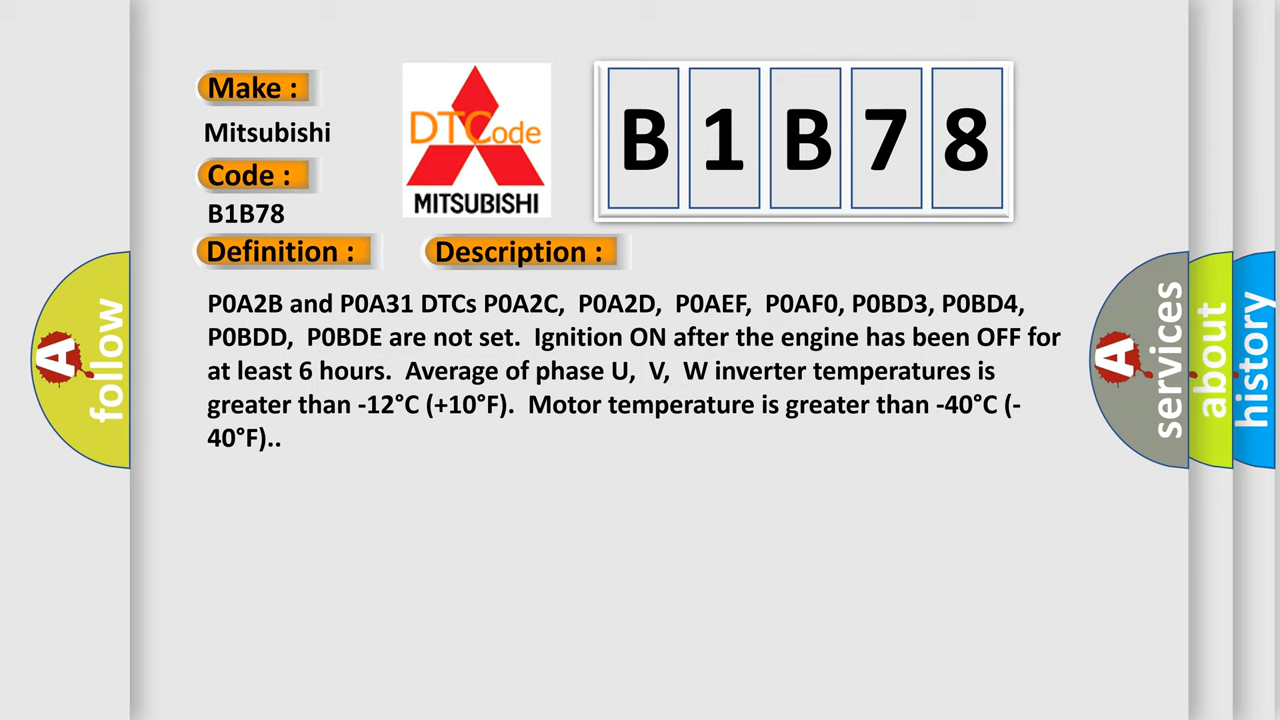 Make :
Mitsubishi
Code :
B1B78
DTCode
MITSUBISHI
B 1 B 7 8
Definition :
Description :
P0A2B and P0A31 DTCs P0A2C, P0A2D, P0AEF, P0AF0, P0BD3, P0BD4,
P0BDD, P0BDE are not set. Ignition ON after the engine has been OFF for
at least 6 hours. Average of phase U, V, W inverter temperatures is
greater than -12°C (+10°F). Motor temperature is greater than -40°C (-
40°F)..
A follow
A services
about
history